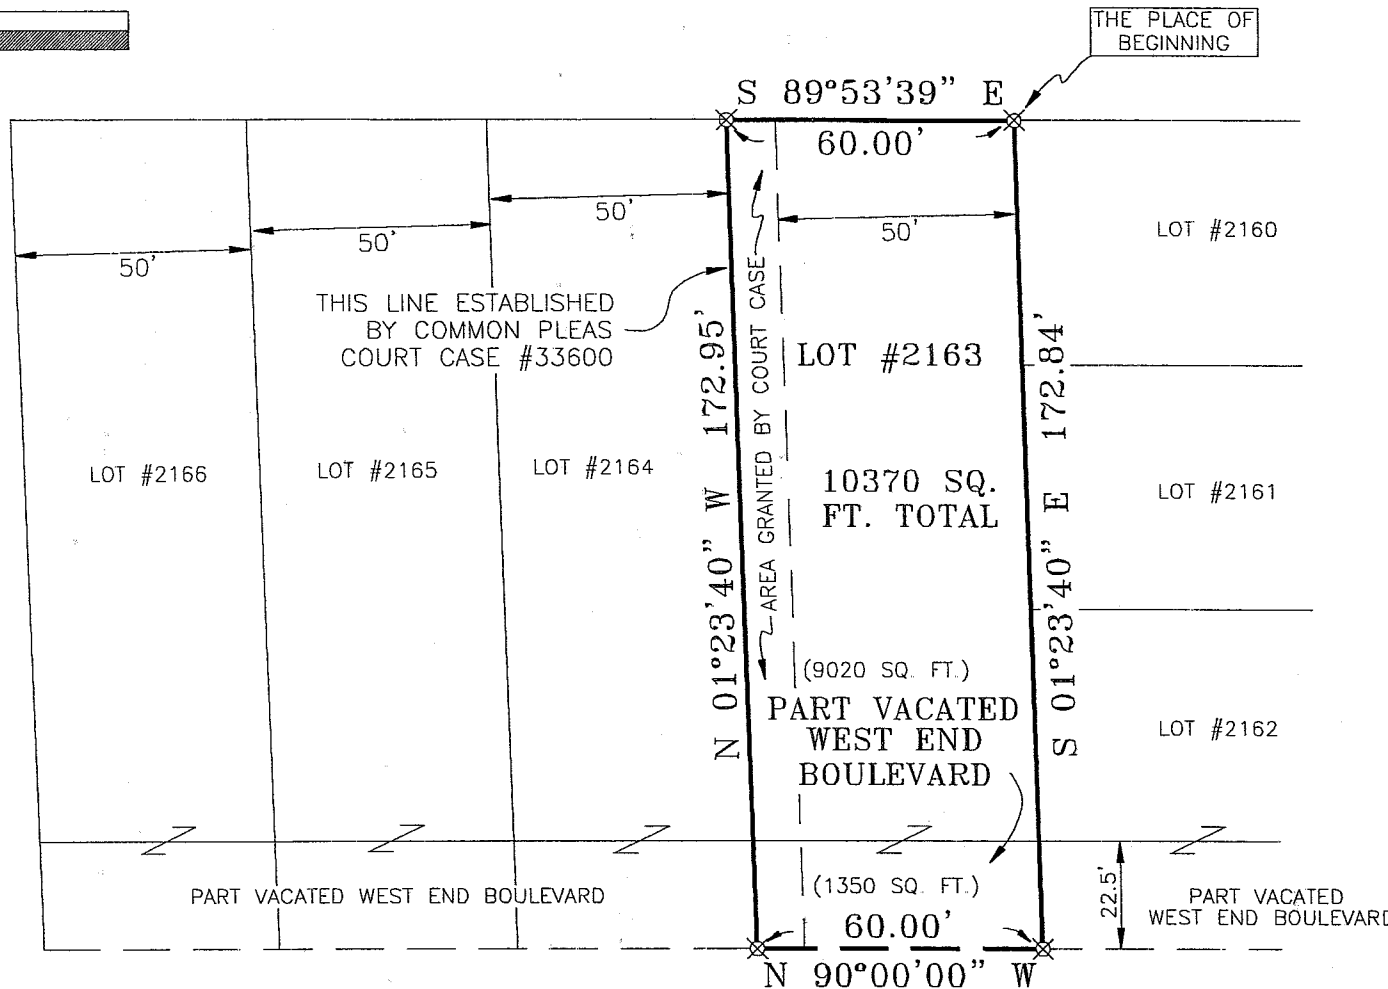 THE PLACE OF
BEGINNING
S 89°53'39" E
60.00'
50'
50'
50'
50'
LOT #2160
THIS LINE ESTABLISHED
BY COMMON PLEAS
COURT CASE #33600
N 01°23'40" W 172.95'
AREA GRANTED BY COURT CASE
LOT #2163
S 01°23'40" E 172.84'
LOT #2166
LOT #2165
LOT #2164
10370 SQ.
FT. TOTAL
LOT #2161
(9020 SQ. FT.)
PART VACATED
WEST END
BOULEVARD
LOT #2162
PART VACATED WEST END BOULEVARD
(1350 SQ. FT.)
22.5'
PART VACATED
WEST END BOULEVARD
60.00'
N 90°00'00" W